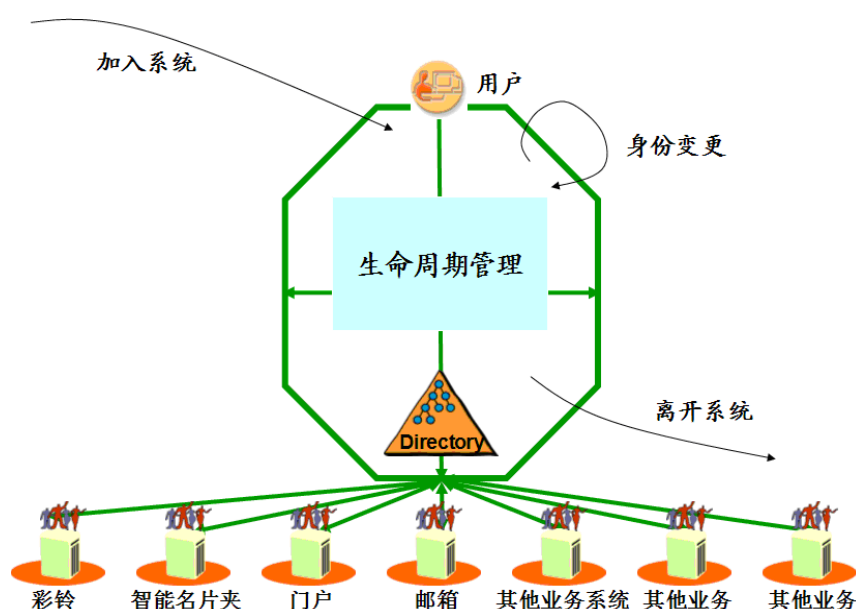 加入系统
用户
身份变更
生命周期管理
Directory
离开系统
彩铃
智能名片夹
门户
邮箱
其他业务系统
其他业务
其他业务